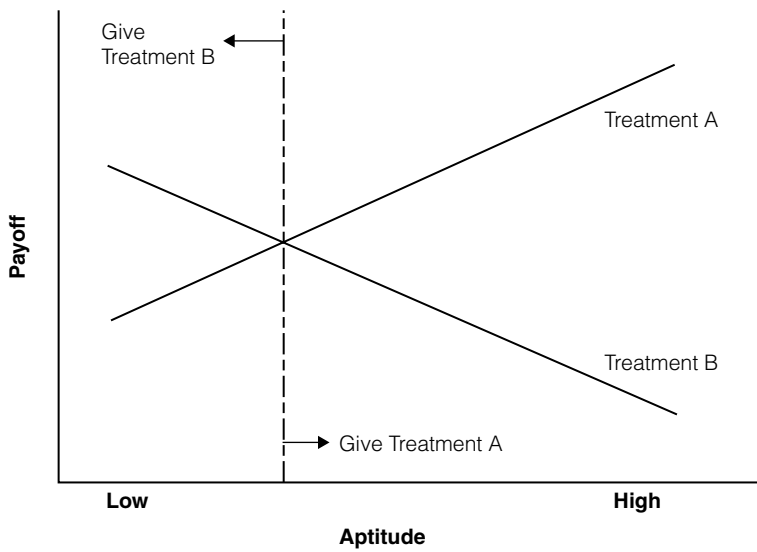 Give
Treatment B
Treatment A
Payoff
Treatment B
Give Treatment A
Low
High
Aptitude